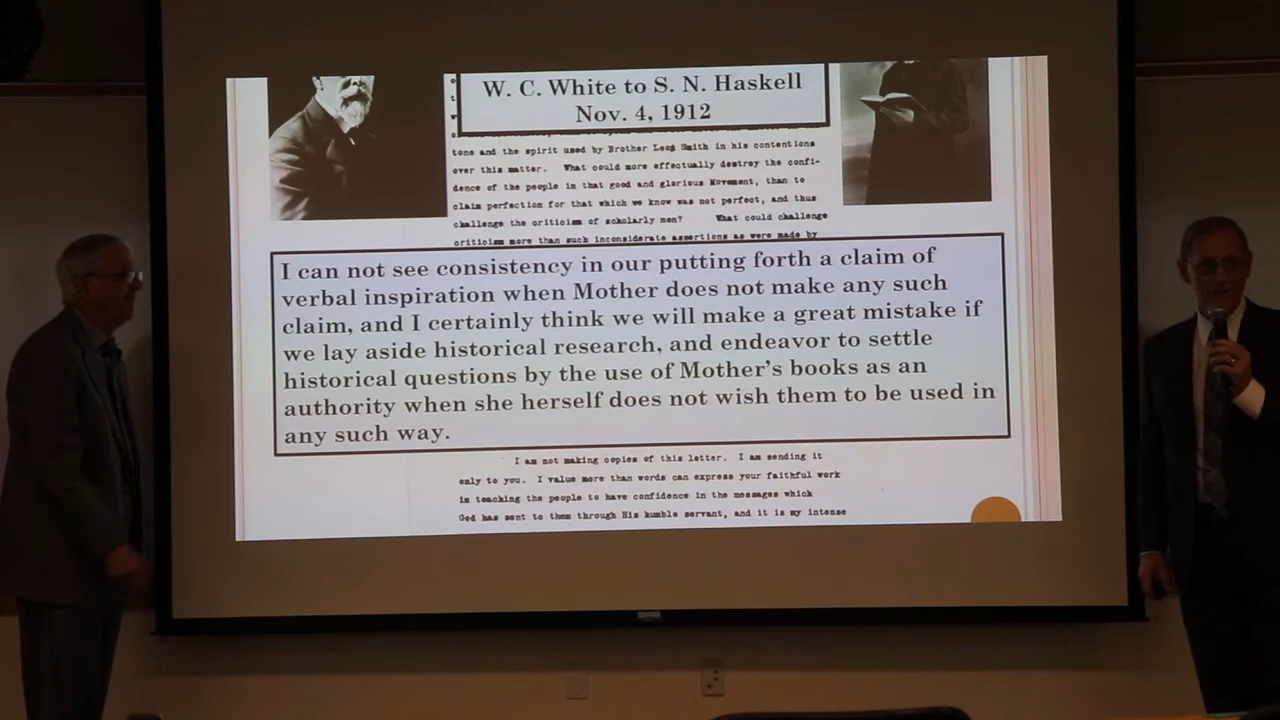 W. C. White to S. N. Haskell
Nov. 4, 1912
tone and the spirit used by Brother Leon Smith in his contentions
over this matter. What could more effectually destroy the confi-
dence of the people in that good and glorious Movement, than to
claim perfection for that which we know was not perfect, and thus
challenge the criticism of scholarly men? What could challenge
criticism more than such inconsiderate assertions as were made by
I can not see consistency in our putting forth a claim of
verbal inspiration when Mother does not make any such
claim, and I certainly think we will make a great mistake if
we lay aside historical research, and endeavor to settle
historical questions by the use of Mother's books as an
authority when she herself does not wish them to be used in
any such way.
I am not making copies of this letter. I am sending it
only to you. I value more than words can express your faithful work
in teaching the people to have confidence in the messages which
God has sent to them through His humble servant, and it is my intense